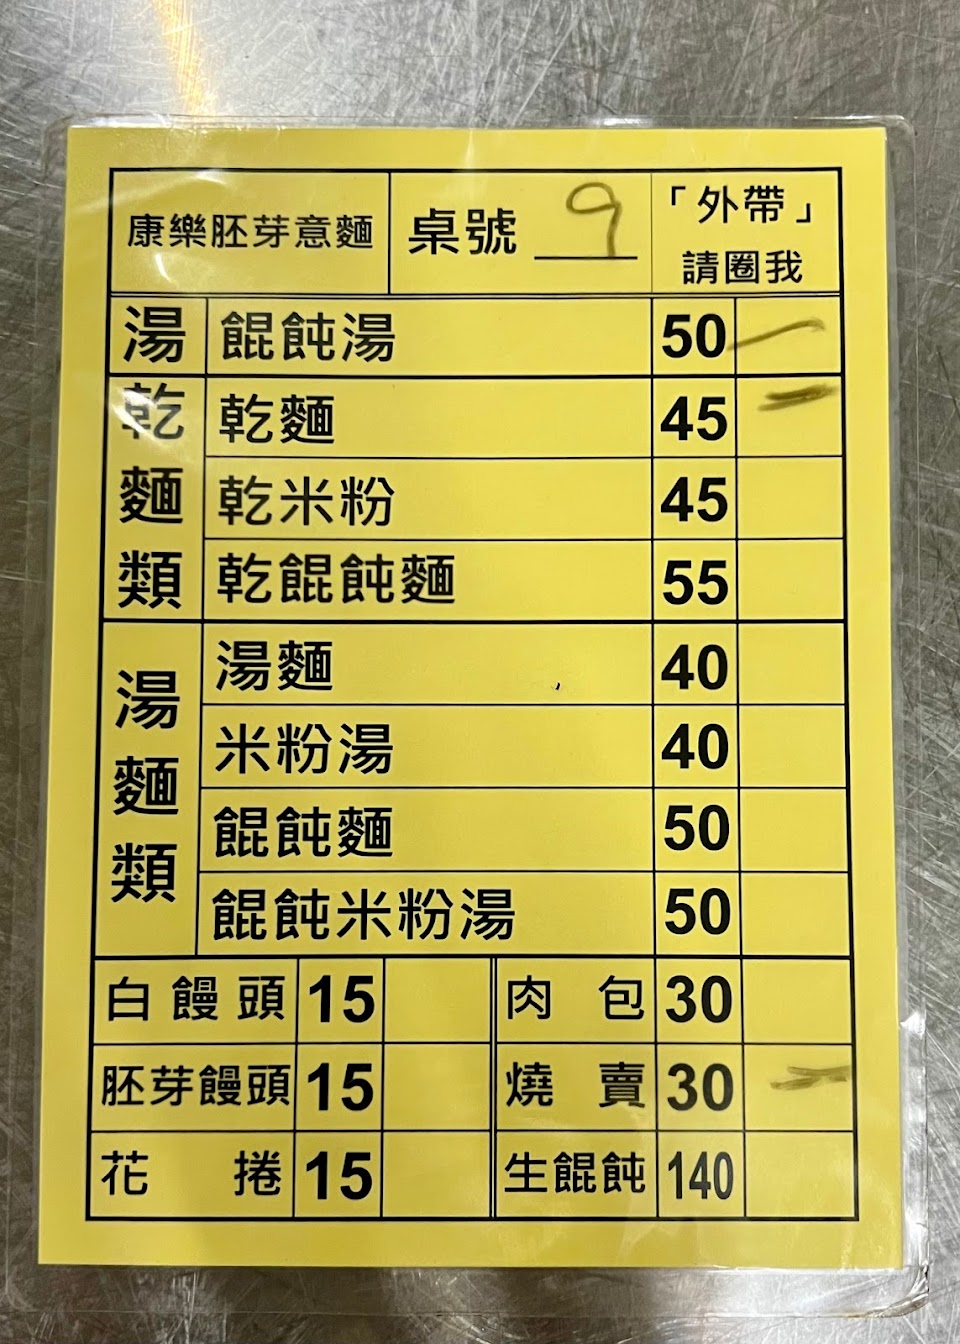 康樂胚芽意麵 桌號 9 「外帶」
請圈我
湯 餛飩湯 50
乾麵類 乾麵 45
乾米粉 45
乾餛飩麵 55
湯麵類 湯麵 40
米粉湯 40
餛飩麵 50
餛飩米粉湯 50
白饅頭 15 肉包 30
胚芽饅頭 15 燒賣 30
花捲 15 生餛飩 140